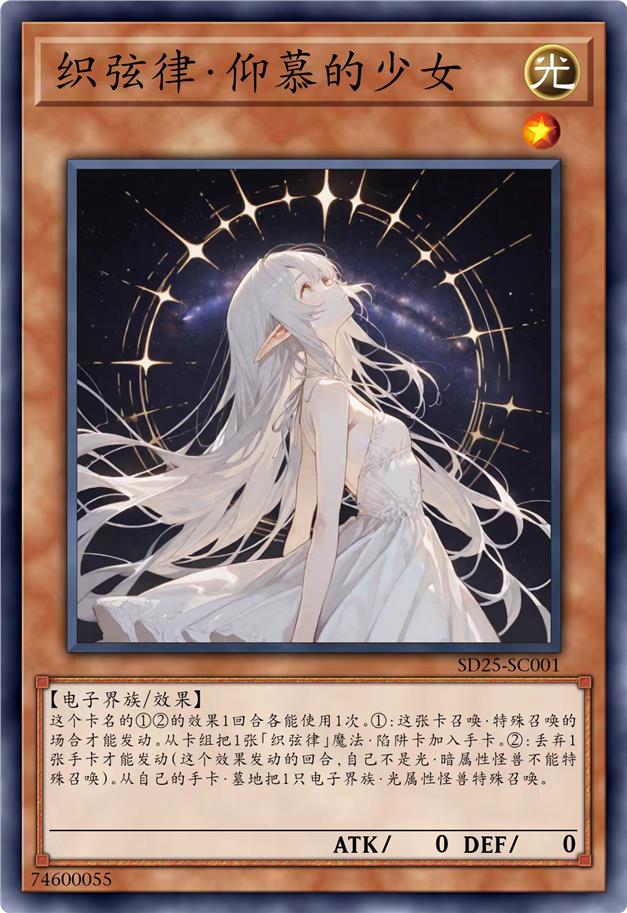 织弦律·仰慕的少女
光
SD25-SC001
【电子界族/效果】
这个卡名的①②的效果1回合各能使用1次。①:这张卡召唤·特殊召唤的
场合才能发动。从卡组把1张「织弦律」魔法·陷阱卡加入手卡。②:丢弃1
张手卡才能发动(这个效果发动的回合,自己不是光·暗属性怪兽不能特
殊召唤)。从自己的手卡·墓地把1只电子界族·光属性怪兽特殊召唤。
ATK/ 0 DEF/ 0
74600055